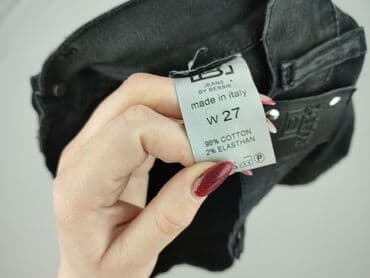 B
JEANS
BY BESSIE
made in italy
W 27
98% COTTON
2% ELASTHAN
P